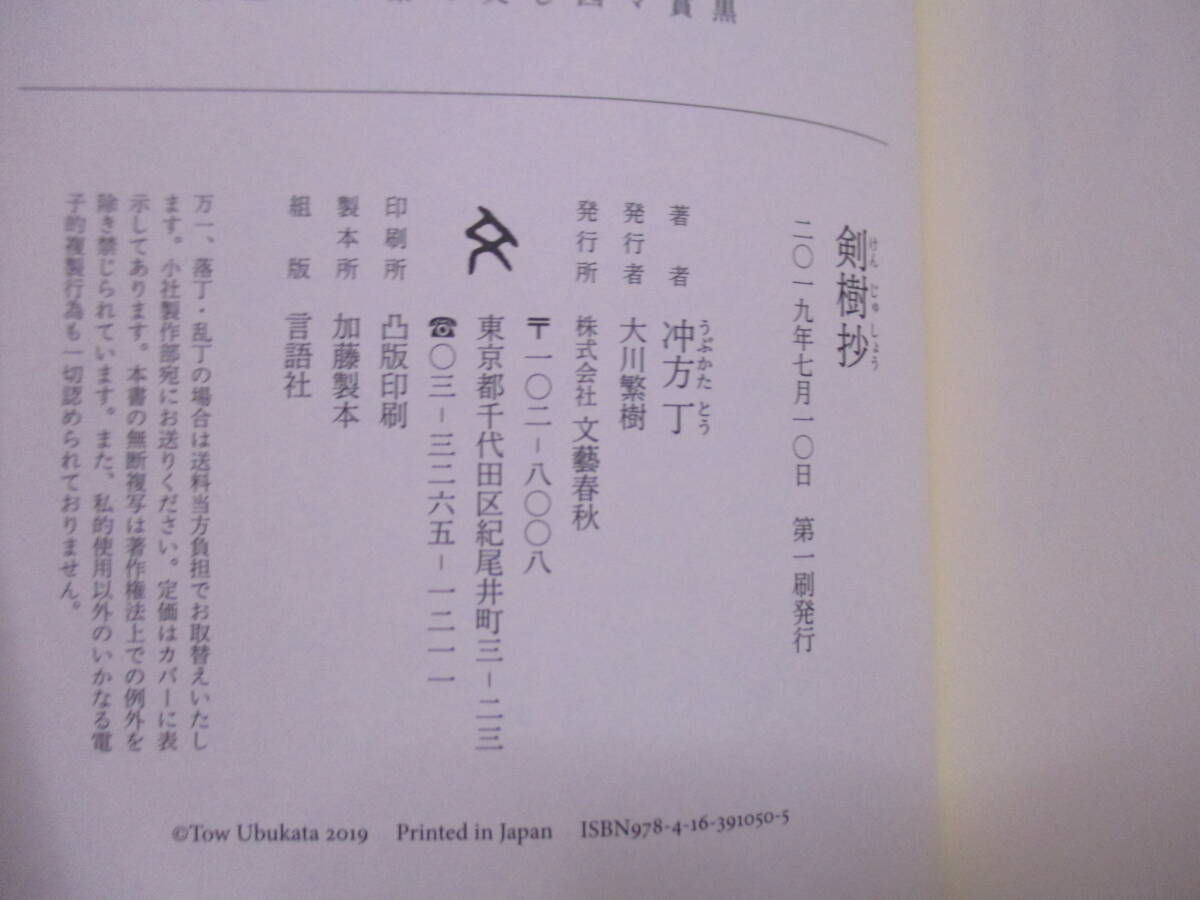 剣樹抄
けん じゅ しょう
二〇一九年七月一〇日 第一刷発行
著者 冲方 丁
うぶかた とう
発行者 大川繁樹
発行所 株式会社 文藝春秋
〒一〇二－八〇〇八
東京都千代田区紀尾井町三－二三
☎〇三－三二六五－一二一一
印刷所 凸版印刷
製本所 加藤製本
組版 言語社
万一、落丁・乱丁の場合は送料当方負担でお取替えいたし
ます。小社製作部宛にお送りください。定価はカバーに表
示してあります。本書の無断複写は著作権法上での例外を
除き禁じられています。また、私的使用以外のいかなる電
子的複製行為も一切認められておりません。
©Tow Ubukata 2019 Printed in Japan ISBN978-4-16-391050-5